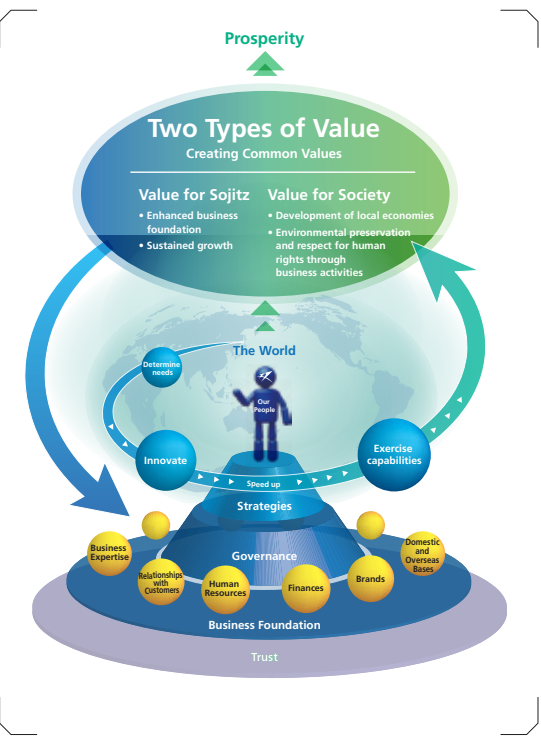 Prosperity
Two Types of Value
Creating Common Values
Value for Sojitz
• Enhanced business
foundation
• Sustained growth
Value for Society
• Development of local economies
• Environmental preservation
and respect for human
rights through
business activities
The World
Determine
needs
Our
People
Innovate
Exercise
capabilities
Speed up
Strategies
Governance
Business
Expertise
Relationships
with
Customers
Human
Resources
Finances
Brands
Domestic
and
Overseas
Bases
Business Foundation
Trust